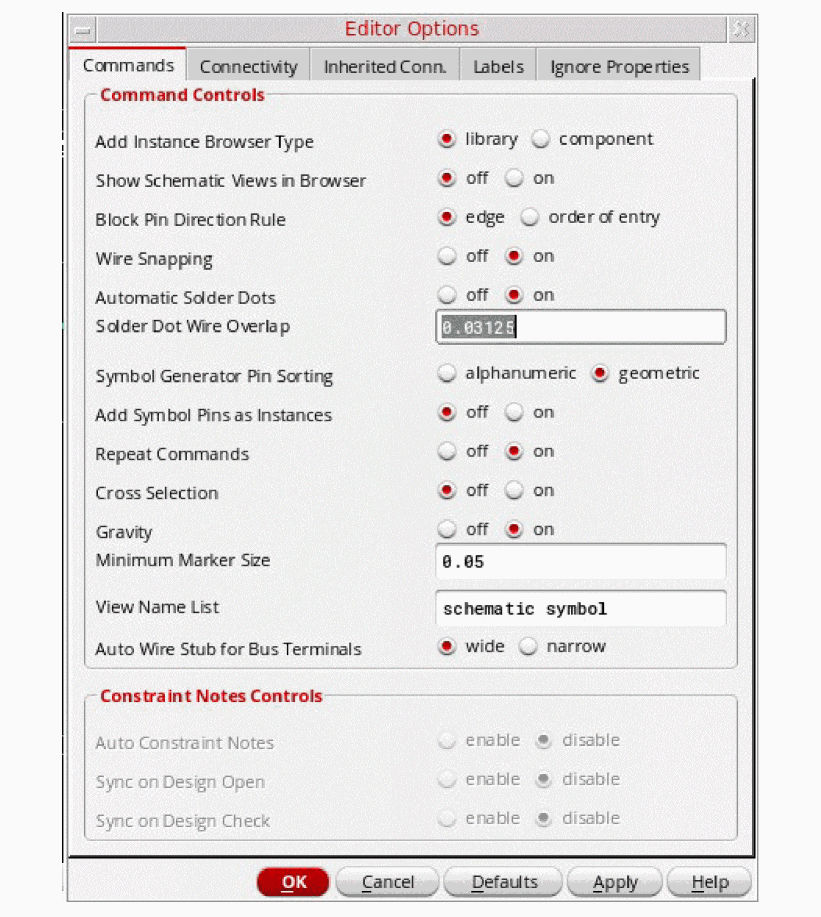 Editor Options
Commands Connectivity Inherited Conn. Labels Ignore Properties
Command Controls
Add Instance Browser Type library component
Show Schematic Views in Browser off on
Block Pin Direction Rule edge order of entry
Wire Snapping off on
Automatic Solder Dots off on
Solder Dot Wire Overlap 0.03125
Symbol Generator Pin Sorting alphanumeric geometric
Add Symbol Pins as Instances off on
Repeat Commands off on
Cross Selection off on
Gravity off on
Minimum Marker Size 0.05
View Name List schematic symbol
Auto Wire Stub for Bus Terminals wide narrow
Constraint Notes Controls
Auto Constraint Notes enable disable
Sync on Design Open enable disable
Sync on Design Check enable disable
OK Cancel Defaults Apply Help